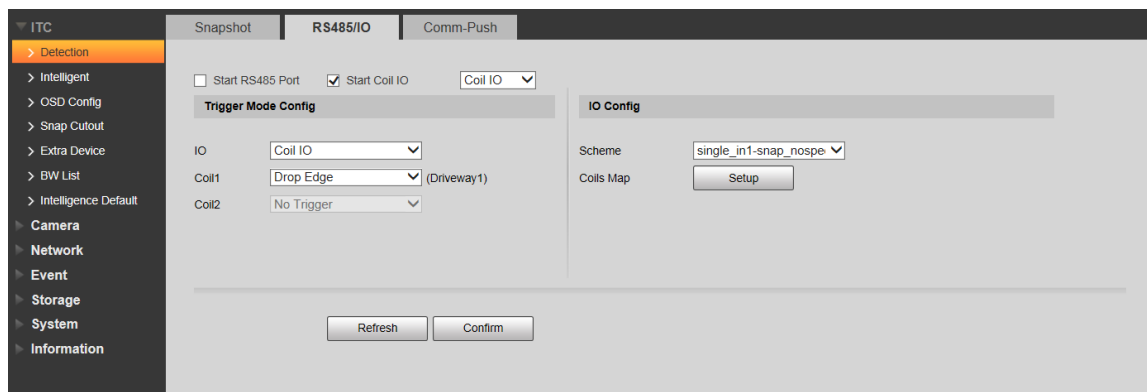 ITC
Detection
Intelligent
OSD Config
Snap Cutout
Extra Device
BW List
Intelligence Default
Camera
Network
Event
Storage
System
Information
Snapshot RS485/IO Comm-Push
Start RS485 Port Start Coil IO Coil IO
Trigger Mode Config
IO Coil IO
Coil1 Drop Edge (Driveway1)
Coil2 No Trigger
IO Config
Scheme single_in1-snap_nospe
Coils Map Setup
Refresh Confirm